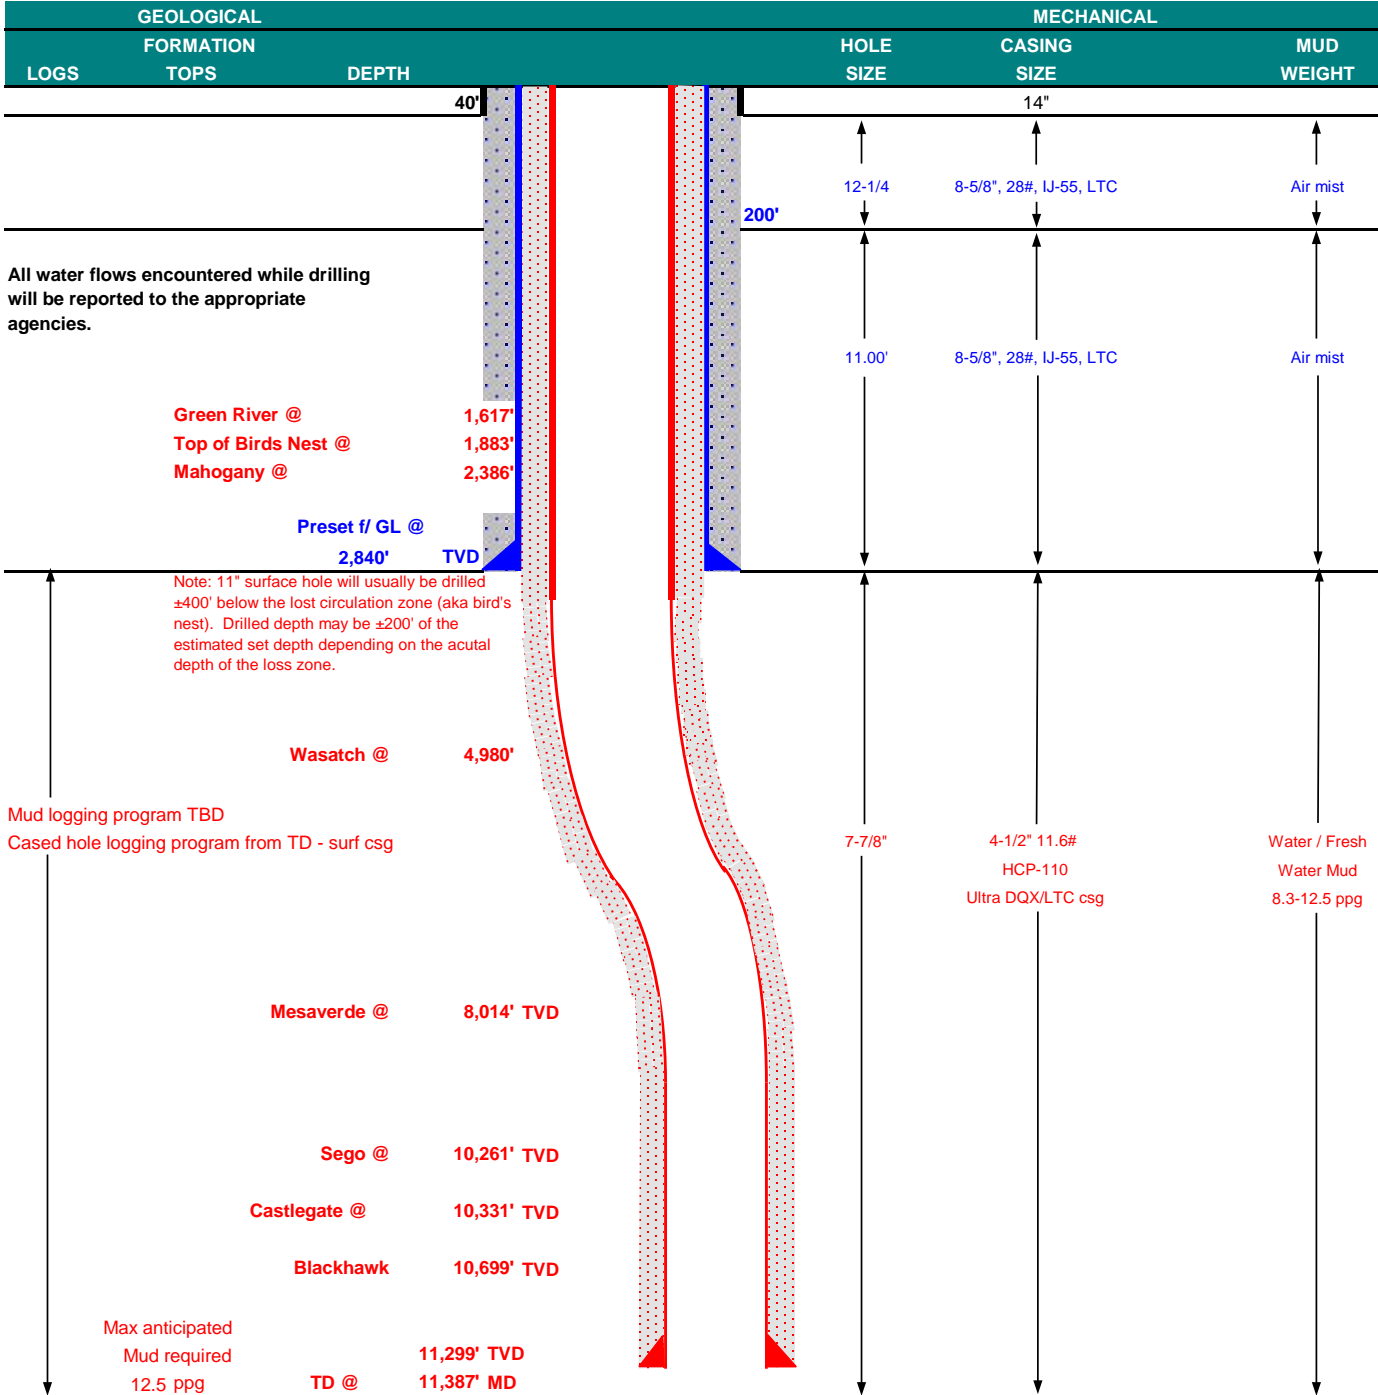 GEOLOGICAL MECHANICAL
FORMATION HOLE CASING MUD
LOGS TOPS DEPTH SIZE SIZE WEIGHT
40' 14"
12-1/4 8-5/8", 28#, IJ-55, LTC Air mist
200'
All water flows encountered while drilling
will be reported to the appropriate
agencies.
11.00' 8-5/8", 28#, IJ-55, LTC Air mist
Green River @ 1,617'
Top of Birds Nest @ 1,883'
Mahogany @ 2,386'
Preset f/ GL @
2,840' TVD
Note: 11" surface hole will usually be drilled
±400' below the lost circulation zone (aka bird's
nest). Drilled depth may be ±200' of the
estimated set depth depending on the acutal
depth of the loss zone.
Wasatch @ 4,980'
Mud logging program TBD
Cased hole logging program from TD - surf csg
7-7/8" 4-1/2" 11.6# Water / Fresh
HCP-110 Water Mud
Ultra DQX/LTC csg 8.3-12.5 ppg
Mesaverde @ 8,014' TVD
Sego @ 10,261' TVD
Castlegate @ 10,331' TVD
Blackhawk 10,699' TVD
Max anticipated
Mud required 11,299' TVD
12.5 ppg TD @ 11,387' MD